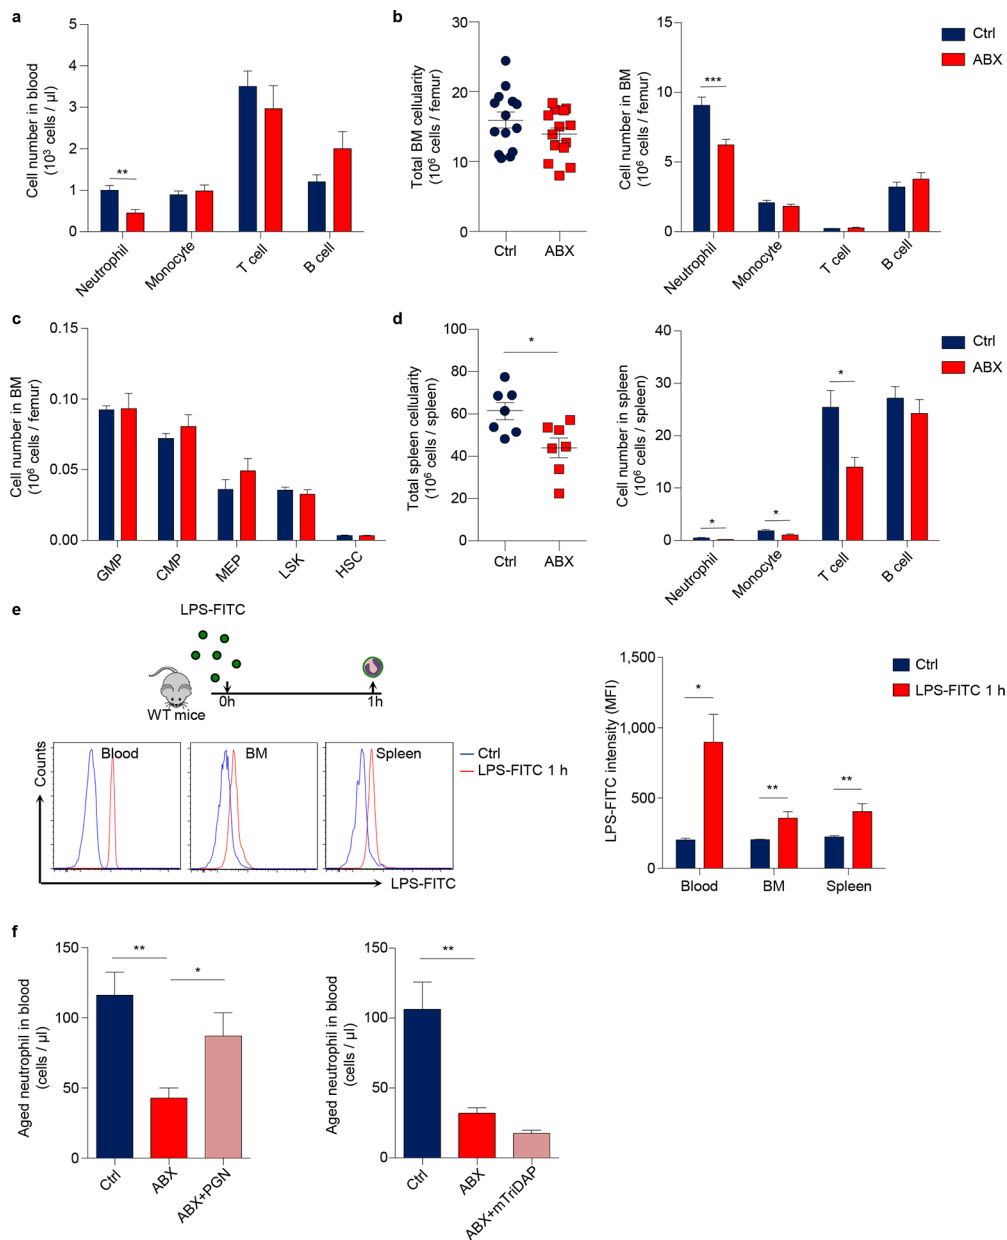 a
Cell number in blood
(10³ cells / µl)
5
4
3
2
1
0
**
Neutrophil
Monocyte
T cell
B cell
b
Total BM cellularity
(10⁶ cells / femur)
30
20
10
0
Ctrl
ABX
Cell number in BM
(10⁶ cells / femur)
15
10
5
0
***
Neutrophil
Monocyte
T cell
B cell
Ctrl
ABX
c
Cell number in BM
(10⁶ cells / femur)
0.15
0.10
0.05
0.00
GMP
CMP
MEP
LSK
HSC
d
Total spleen cellularity
(10⁶ cells / spleen)
100
80
60
40
20
0
*
Ctrl
ABX
Cell number in spleen
(10⁶ cells / spleen)
40
30
20
10
0
*
*
*
Neutrophil
Monocyte
T cell
B cell
Ctrl
ABX
e
LPS-FITC
WT mice
0h
1h
Counts
Blood
BM
Spleen
Ctrl
LPS-FITC 1 h
LPS-FITC
LPS-FITC intensity (MFI)
1,500
1,000
500
0
*
**
**
Blood
BM
Spleen
Ctrl
LPS-FITC 1 h
f
Aged neutrophil in blood
(cells / µl)
150
100
50
0
**
*
Ctrl
ABX
ABX+PGN
Aged neutrophil in blood
(cells / µl)
150
100
50
0
**
Ctrl
ABX
ABX+mTriDAP